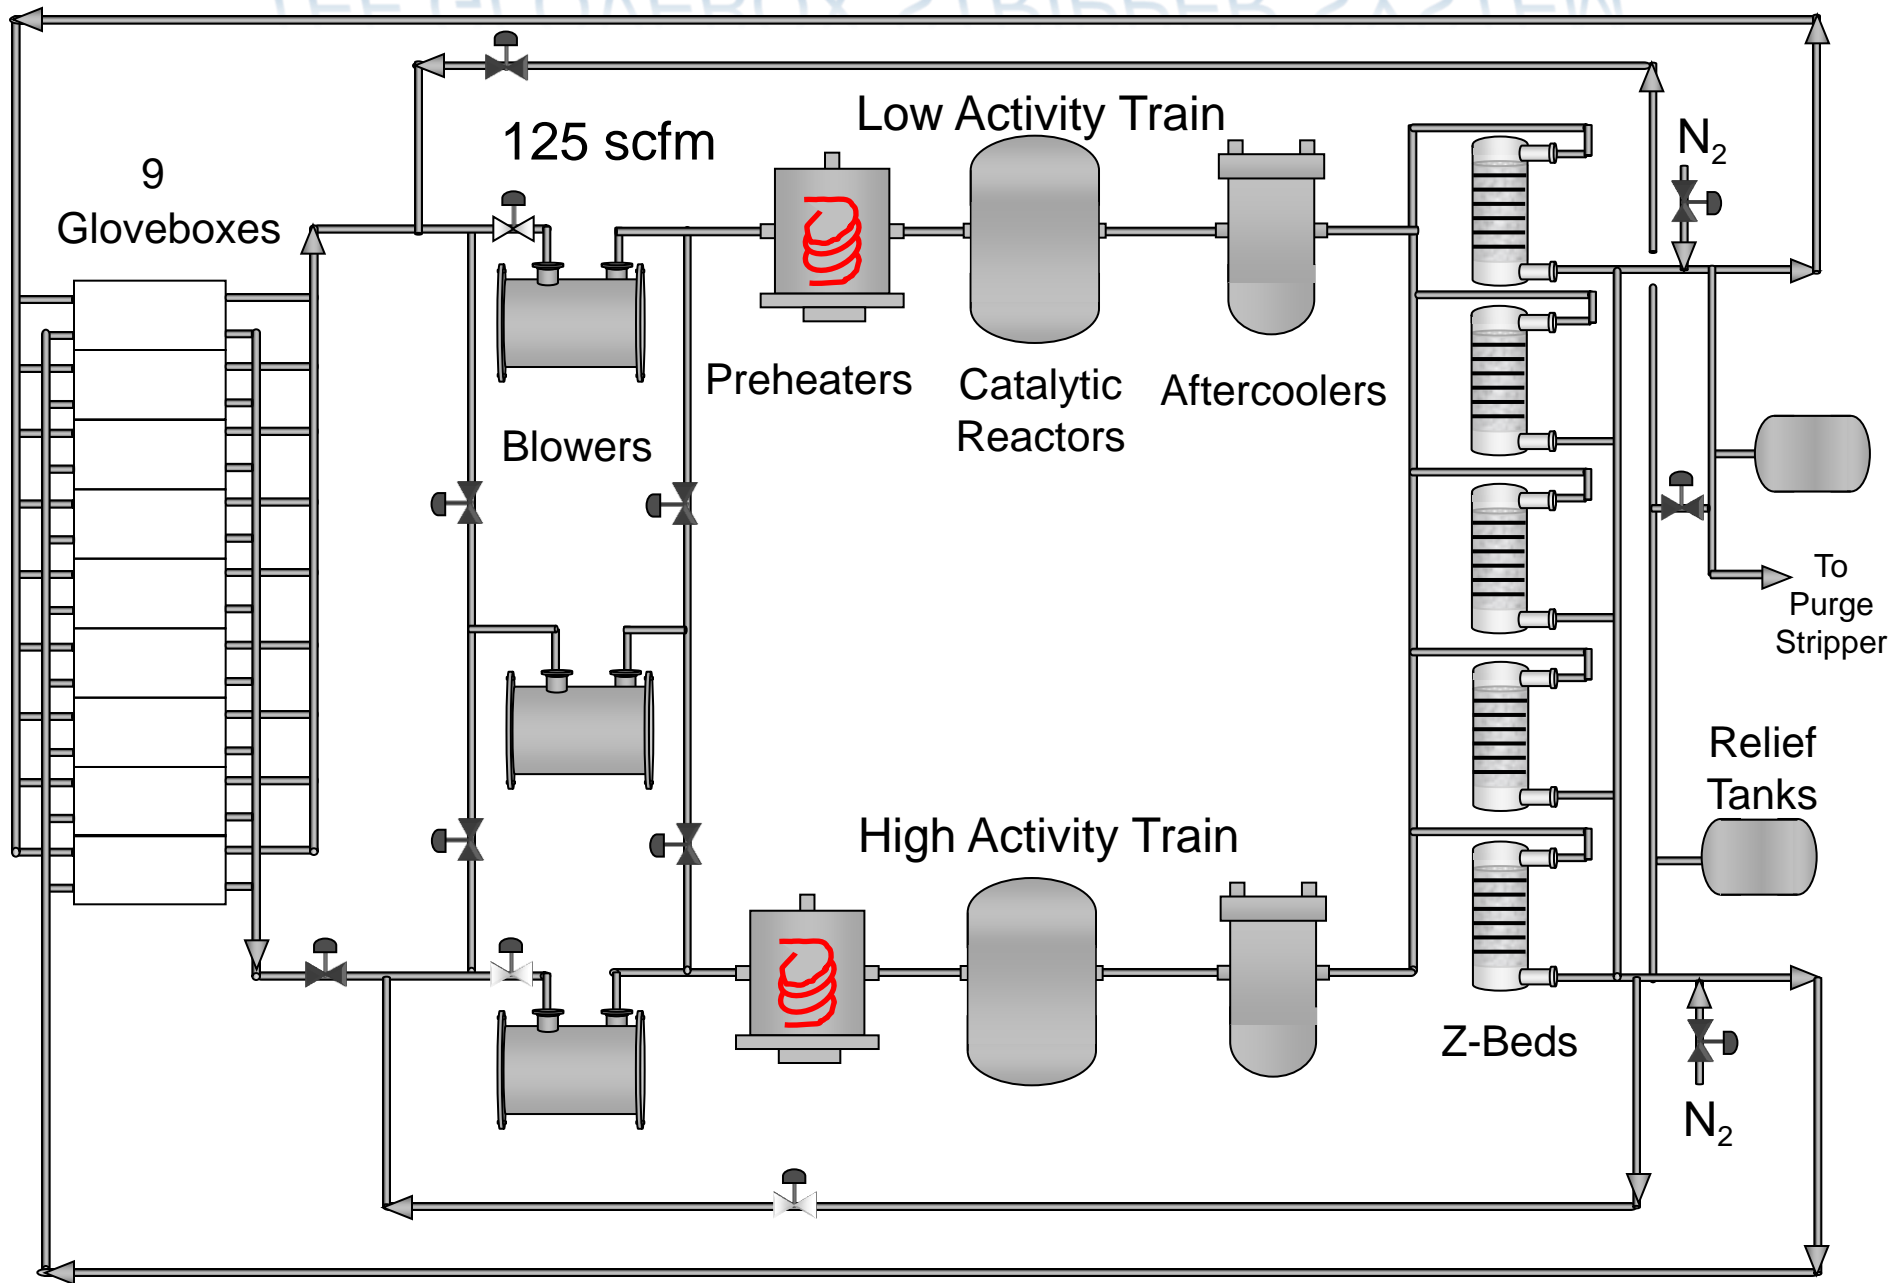 Low Activity Train
125 scfm
N₂
9
Gloveboxes
Preheaters
Catalytic
Reactors
Aftercoolers
Blowers
To
Purge
Stripper
Relief
Tanks
High Activity Train
Z-Beds
N₂